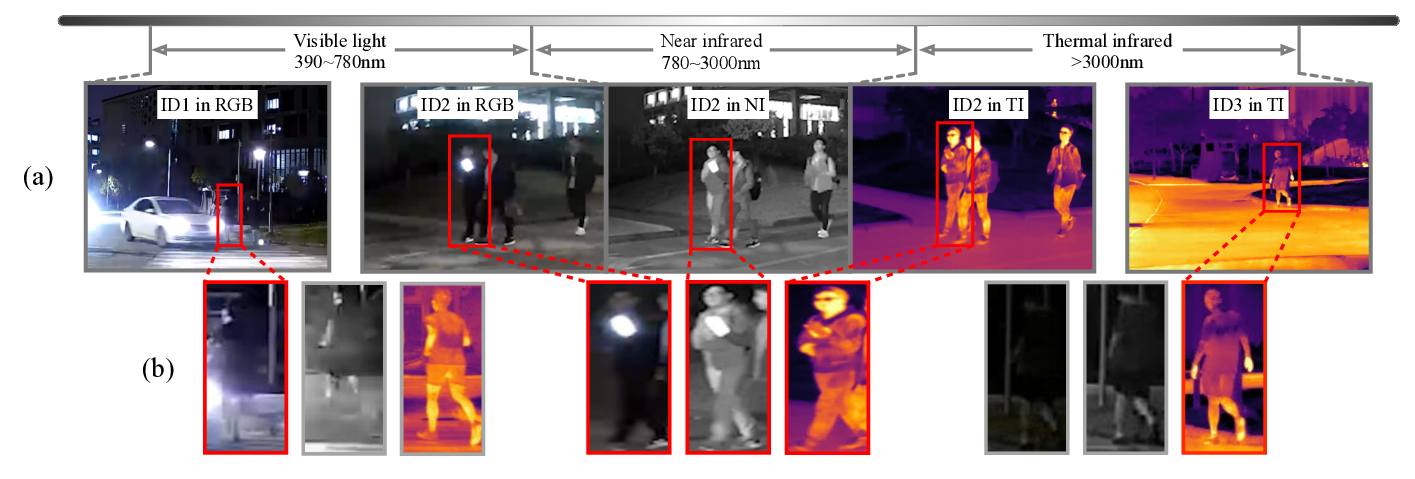 Visible light
390~780nm
Near infrared
780~3000nm
Thermal infrared
>3000nm
ID1 in RGB
ID2 in RGB
ID2 in NI
ID2 in TI
ID3 in TI
(a)
(b)